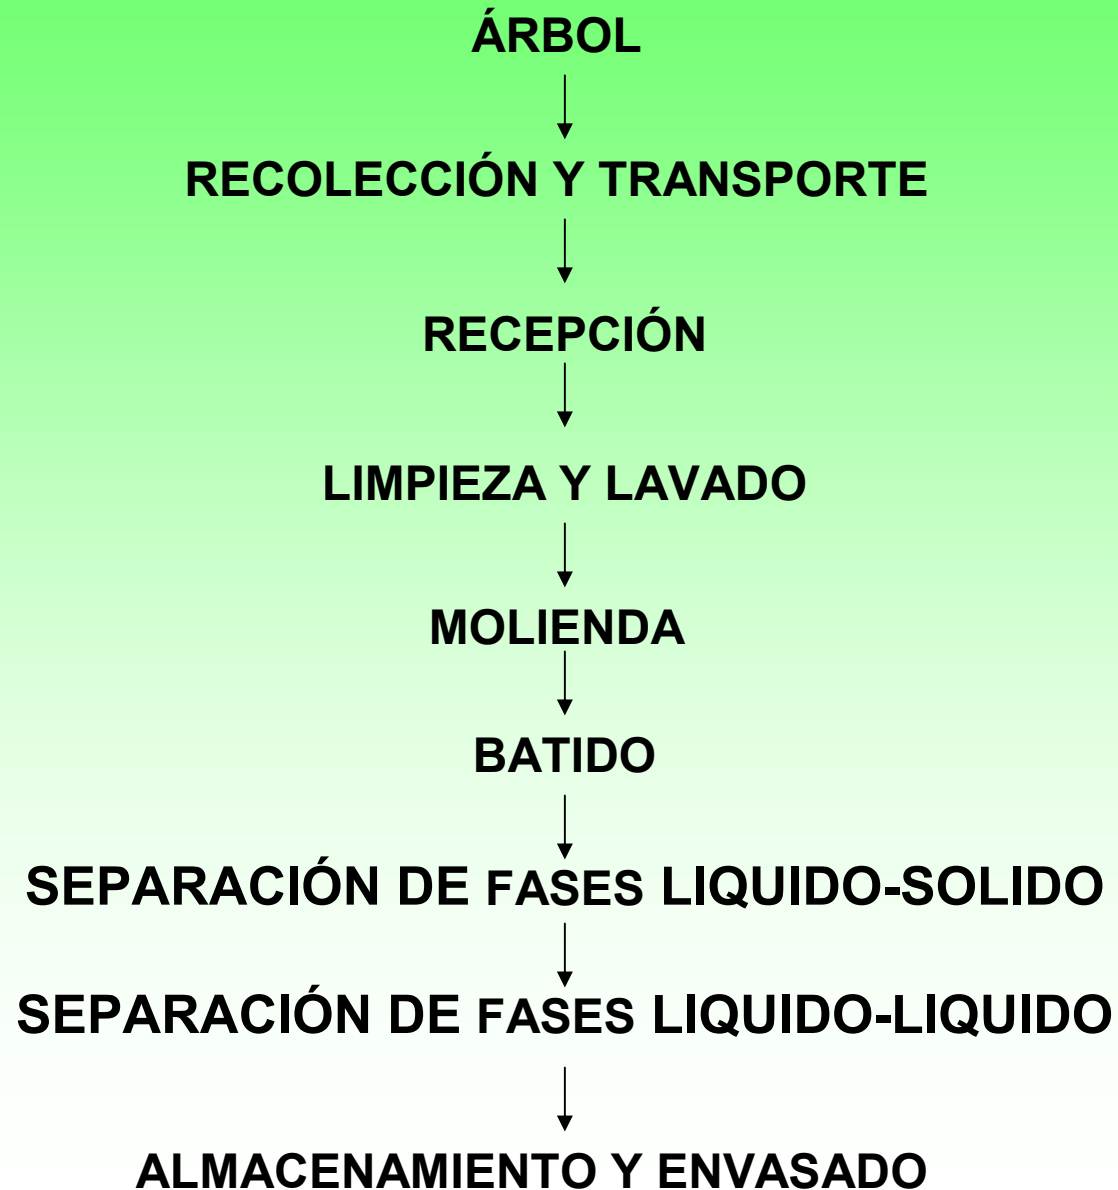 ÁRBOL
RECOLECCIÓN Y TRANSPORTE
RECEPCIÓN
LIMPIEZA Y LAVADO
MOLIENDA
BATIDO
SEPARACIÓN DE FASES LIQUIDO-SOLIDO
SEPARACIÓN DE FASES LIQUIDO-LIQUIDO
ALMACENAMIENTO Y ENVASADO